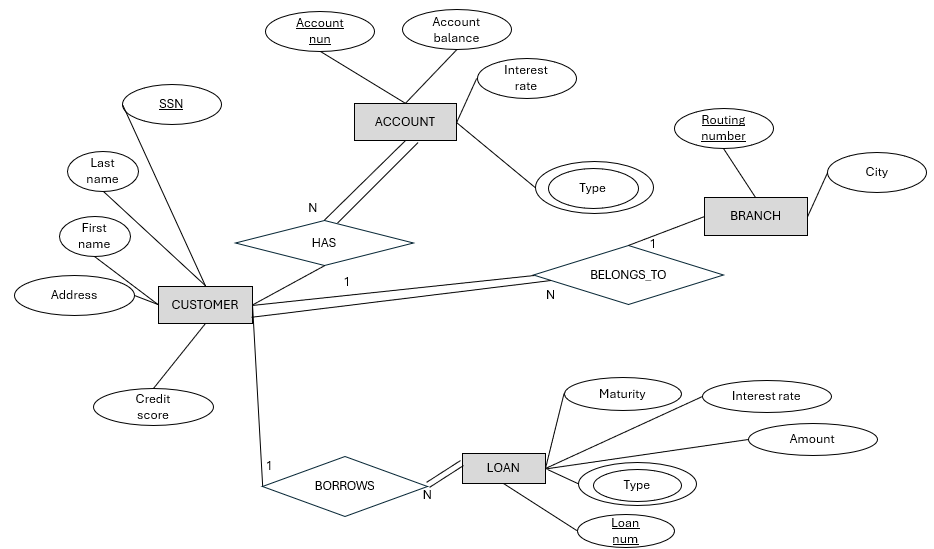 Account
nun
Account
balance
Interest
rate
SSN
ACCOUNT
Routing
number
Last
name
City
Type
N
BRANCH
First
name
HAS
1
BELONGS_TO
1
N
Address
CUSTOMER
Credit
score
Maturity
Interest rate
Amount
1
LOAN
BORROWS
N
Type
Loan
num